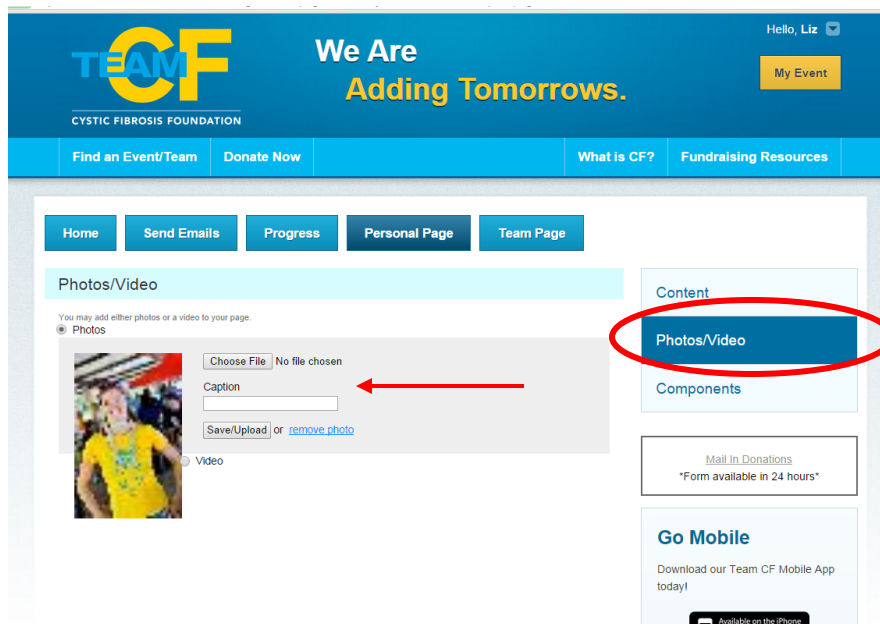 TEAM CF
CYSTIC FIBROSIS FOUNDATION
We Are
Adding Tomorrows.
Hello, Liz
My Event
Find an Event/Team
Donate Now
What is CF?
Fundraising Resources
Home
Send Emails
Progress
Personal Page
Team Page
Photos/Video
You may add either photos or a video to your page.
Photos
Choose File No file chosen
Caption
Save/Upload or remove photo
Video
Content
Photos/Video
Components
Mail In Donations
*Form available in 24 hours*
Go Mobile
Download our Team CF Mobile App
today!
Available on the iPhone